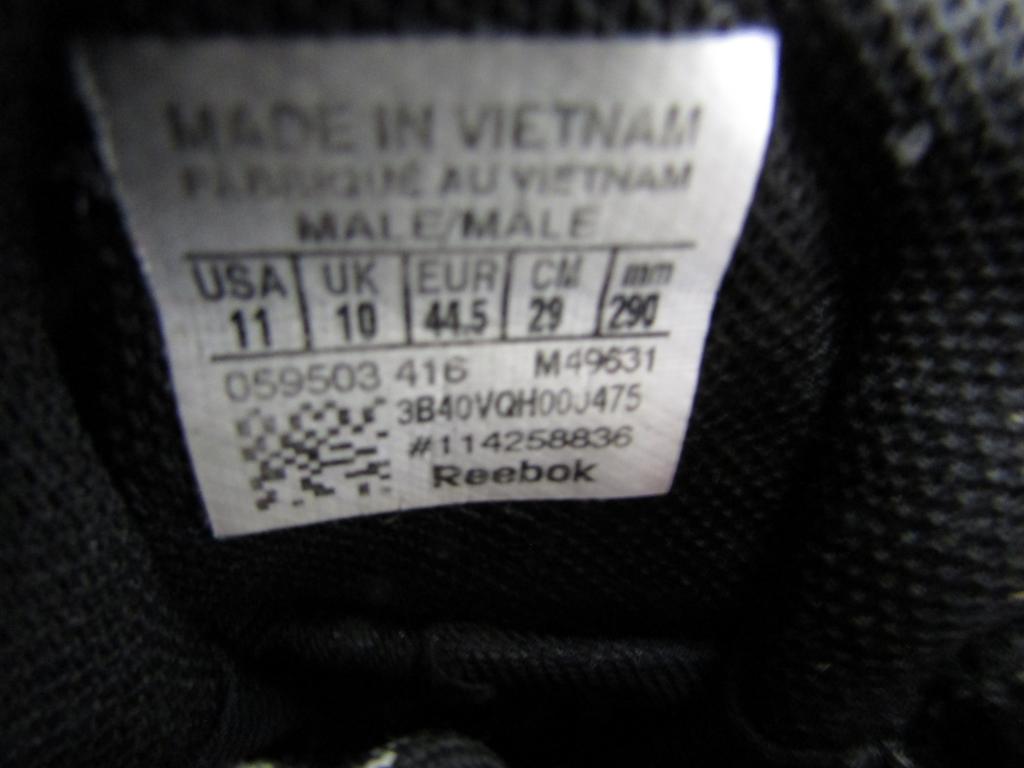 MADE IN VIETNAM
FABRIQUÉ AU VIETNAM
MALE/MÂLE
USA UK EUR CM mm
11 10 44.5 29 290
059503 416 M49631
3B40VQH00J475
#114258836
Reebok